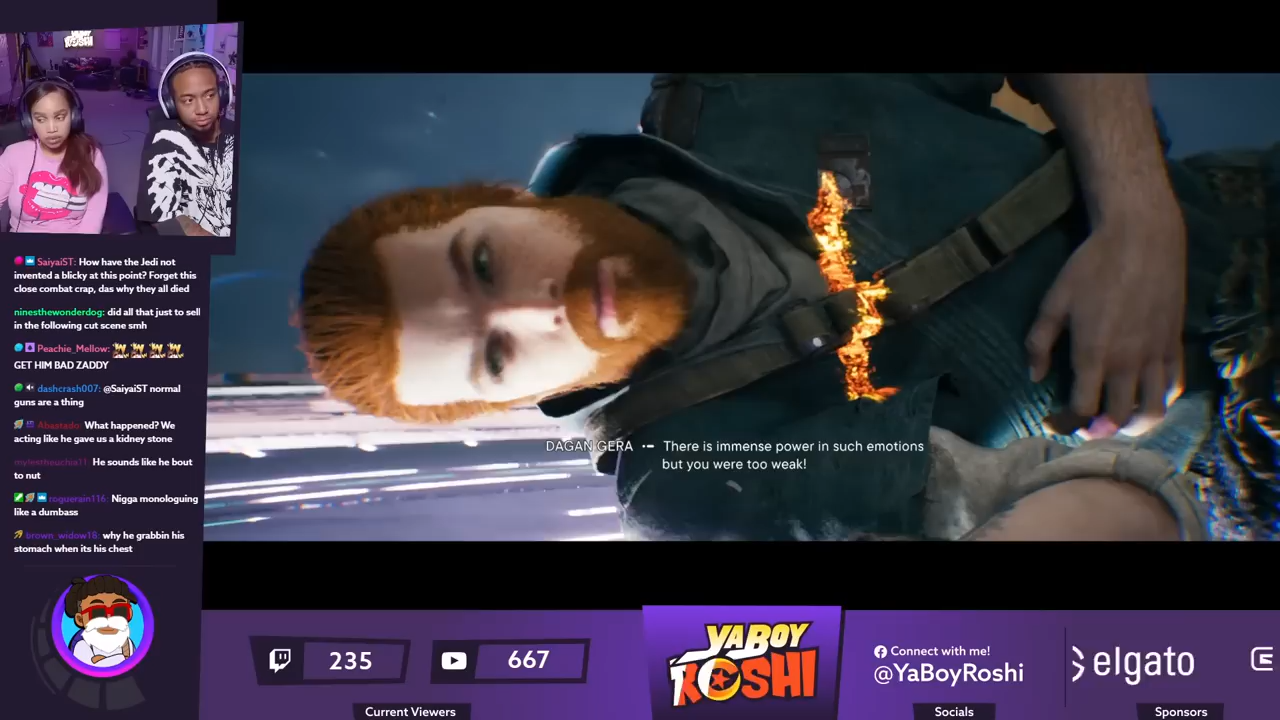 YABOY
ROSHI
SaiyaiST: How have the Jedi not
invented a blicky at this point? Forget this
close combat crap, das why they all died
ninesthewonderdog: did all that just to sell
in the following cut scene smh
Peachie_Mellow:
GET HIM BAD ZADDY
dashcrash007: @SaiyaiST normal
guns are a thing
Abaatado: What happened? We
acting like he gave us a kidney stone
He sounds like he bout
to nut
roguerain116: Nigga monologuing
like a dumbass
brown_widow16: why he grabbin his
stomach when its his chest
DAGAN GERA There is immense power in such emotions
but you were too weak!
235
667
Current Viewers
YABOY
ROSHI
Connect with me!
@YaBoyRoshi
Socials
elgato
Sponsors